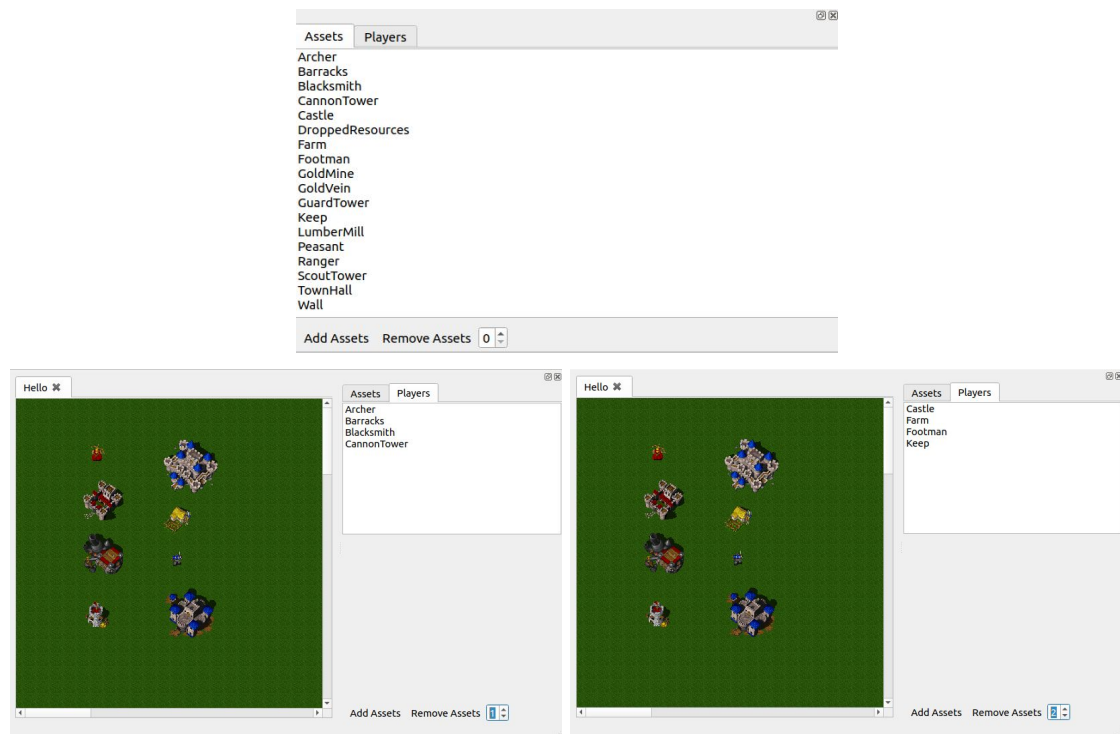 Assets Players
Archer
Barracks
Blacksmith
CannonTower
Castle
DroppedResources
Farm
Footman
GoldMine
GoldVein
GuardTower
Keep
LumberMill
Peasant
Ranger
ScoutTower
TownHall
Wall
Add Assets Remove Assets 0
Hello
Assets Players
Archer
Barracks
Blacksmith
CannonTower
Add Assets Remove Assets 1
Hello
Assets Players
Castle
Farm
Footman
Keep
Add Assets Remove Assets 2